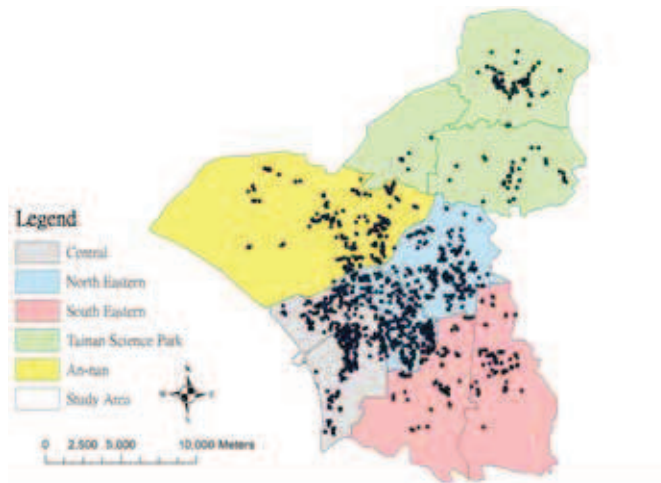 Legend
Central
North Eastern
South Eastern
Tainan Science Park
An-nan
Study Area
N
0 2,500 5,000 10,000 Meters